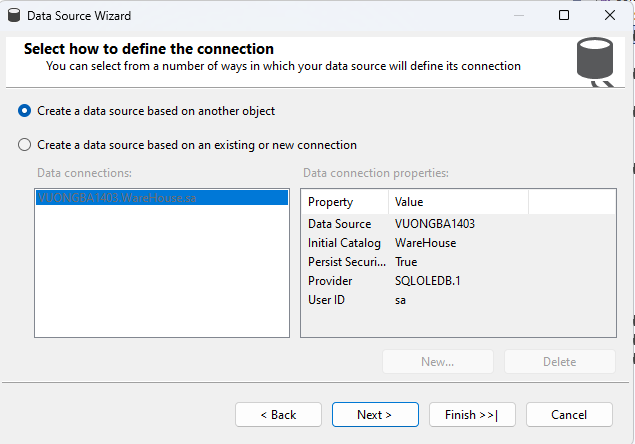 Data Source Wizard
Select how to define the connection
You can select from a number of ways in which your data source will define its connection
Create a data source based on another object
Create a data source based on an existing or new connection
Data connections:
Data connection properties:
VUONGBA1403.WareHouse.sa
Property Value
Data Source VUONGBA1403
Initial Catalog WareHouse
Persist Securi... True
Provider SQLOLEDB.1
User ID sa
New...
Delete
< Back
Next >
Finish >>|
Cancel